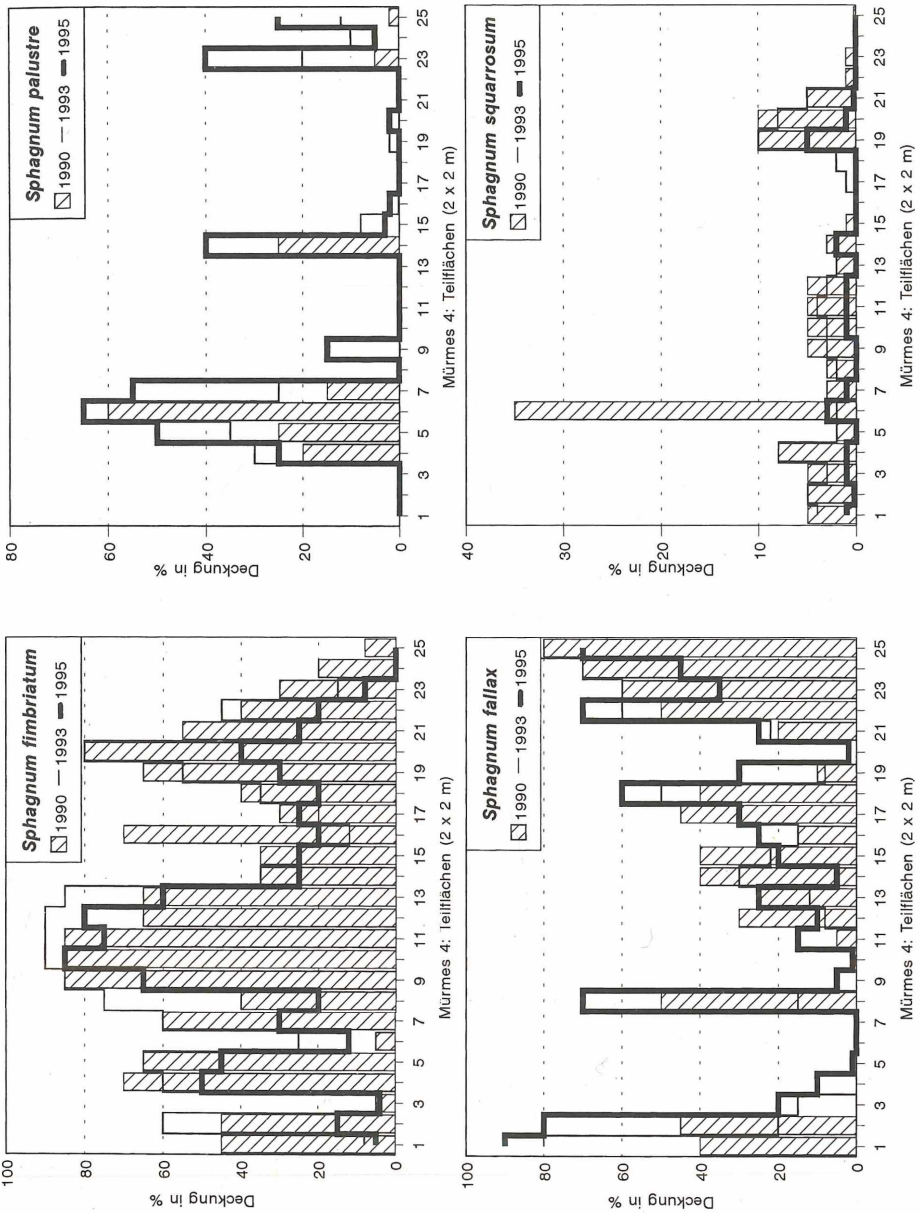 Sphagnum fimbriatum
1990 — 1993 — 1995
100
80
60
40
20
0
Deckung in %
1 3 5 7 9 11 13 15 17 19 21 23 25
Mürmes 4: Teilflächen (2 x 2 m)
Sphagnum palustre
1990 — 1993 — 1995
80
60
40
20
0
Deckung in %
1 3 5 7 9 11 13 15 17 19 21 23 25
Mürmes 4: Teilflächen (2 x 2 m)
Sphagnum fallax
1990 — 1993 — 1995
100
80
60
40
20
0
Deckung in %
1 3 5 7 9 11 13 15 17 19 21 23 25
Mürmes 4: Teilflächen (2 x 2 m)
Sphagnum squarrosum
1990 — 1993 — 1995
40
30
20
10
0
Deckung in %
1 3 5 7 9 11 13 15 17 19 21 23 25
Mürmes 4: Teilflächen (2 x 2 m)